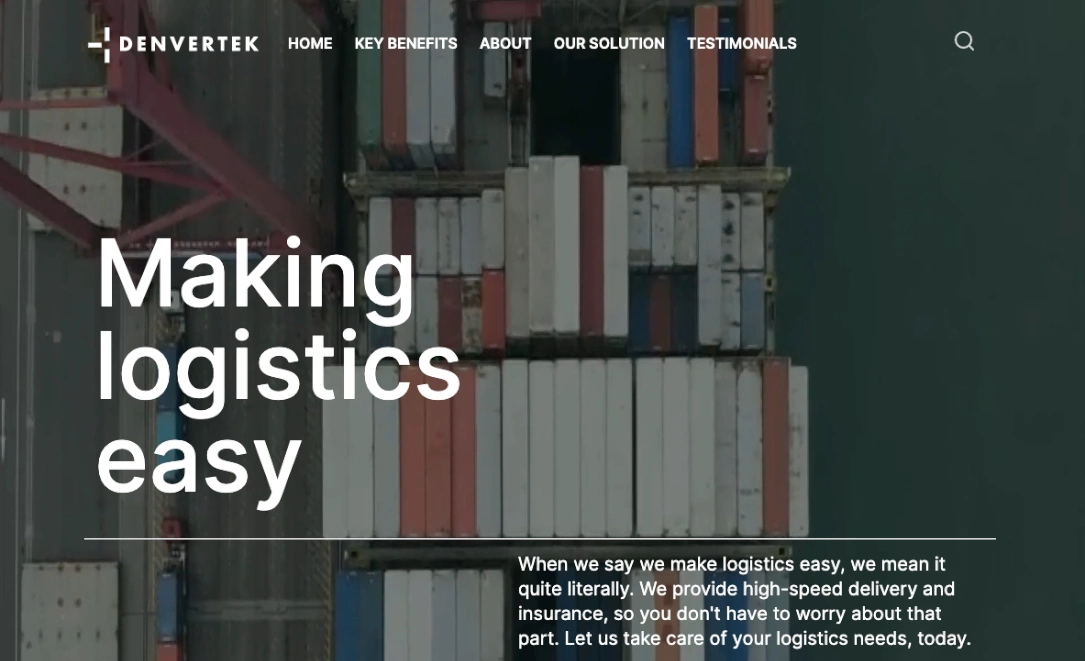 DENVERTEK HOME KEY BENEFITS ABOUT OUR SOLUTION TESTIMONIALS
Making
logistics
easy
When we say we make logistics easy, we mean it
quite literally. We provide high-speed delivery and
insurance, so you don't have to worry about that
part. Let us take care of your logistics needs, today.